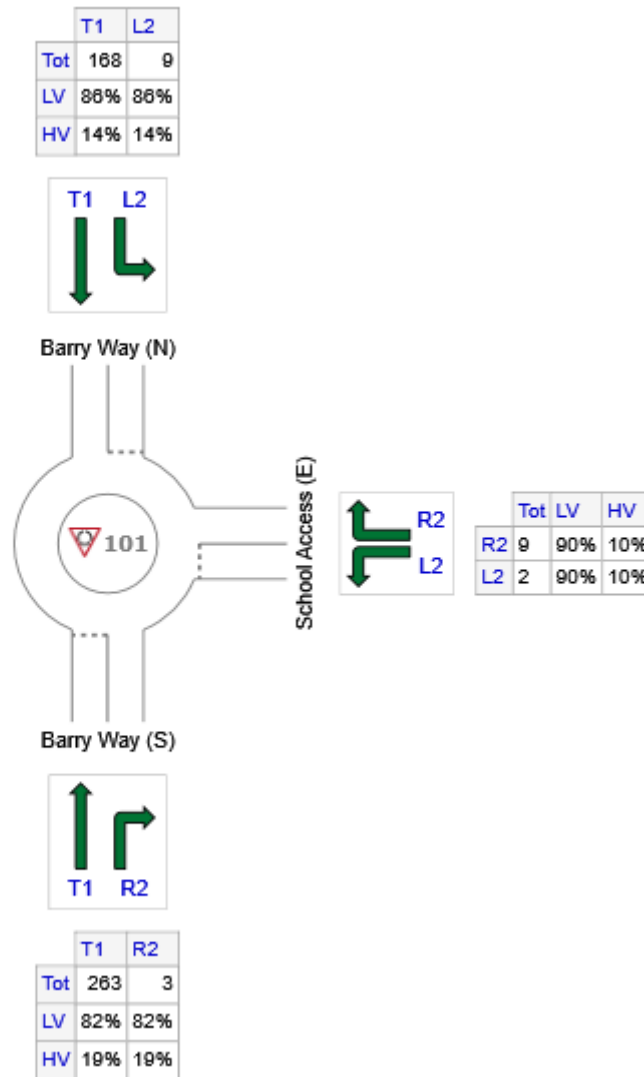 T1 L2
Tot 168 9
LV 86% 86%
HV 14% 14%
T1 L2
Barry Way (N)
101
School Access (E)
R2
L2
Tot LV HV
R2 9 90% 10%
L2 2 90% 10%
Barry Way (S)
T1 R2
T1 R2
Tot 263 3
LV 82% 82%
HV 19% 19%